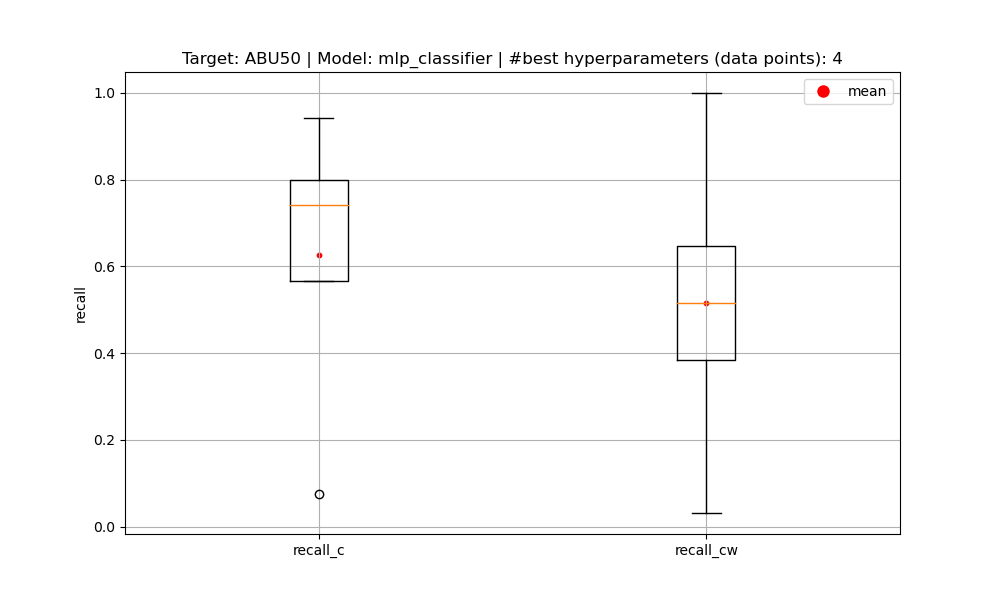 Target: ABU50 | Model: mlp_classifier | #best hyperparameters (data points): 4
mean
1.0
0.8
0.6
0.4
0.2
0.0
recall
recall_c
recall_cw